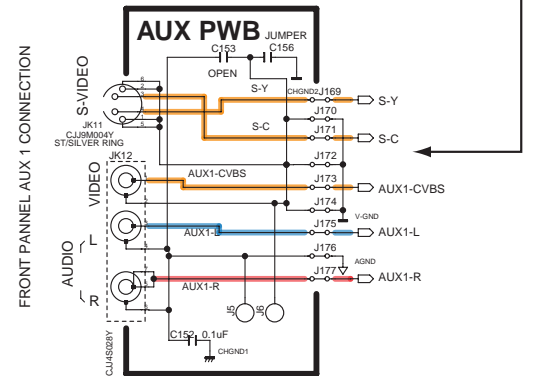 AUX PWB
JUMPER
C153
C156
OPEN
S-Y
CHGND2
J169
S-Y
J170
S-C
J171
S-C
J172
AUX1-CVBS
J173
AUX1-CVBS
J174
V-GND
AUX1-L
J175
AUX1-L
J176
AGND
J177
AUX1-R
AUX1-R
J5
J6
C152
0.1uF
CHGND1
FRONT PANNEL AUX 1 CONNECTION
S-VIDEO
JK11
CJJ9M004Y
ST/SILVER RING
JK12
VIDEO
AUDIO
L
R
CJJ4S028Y